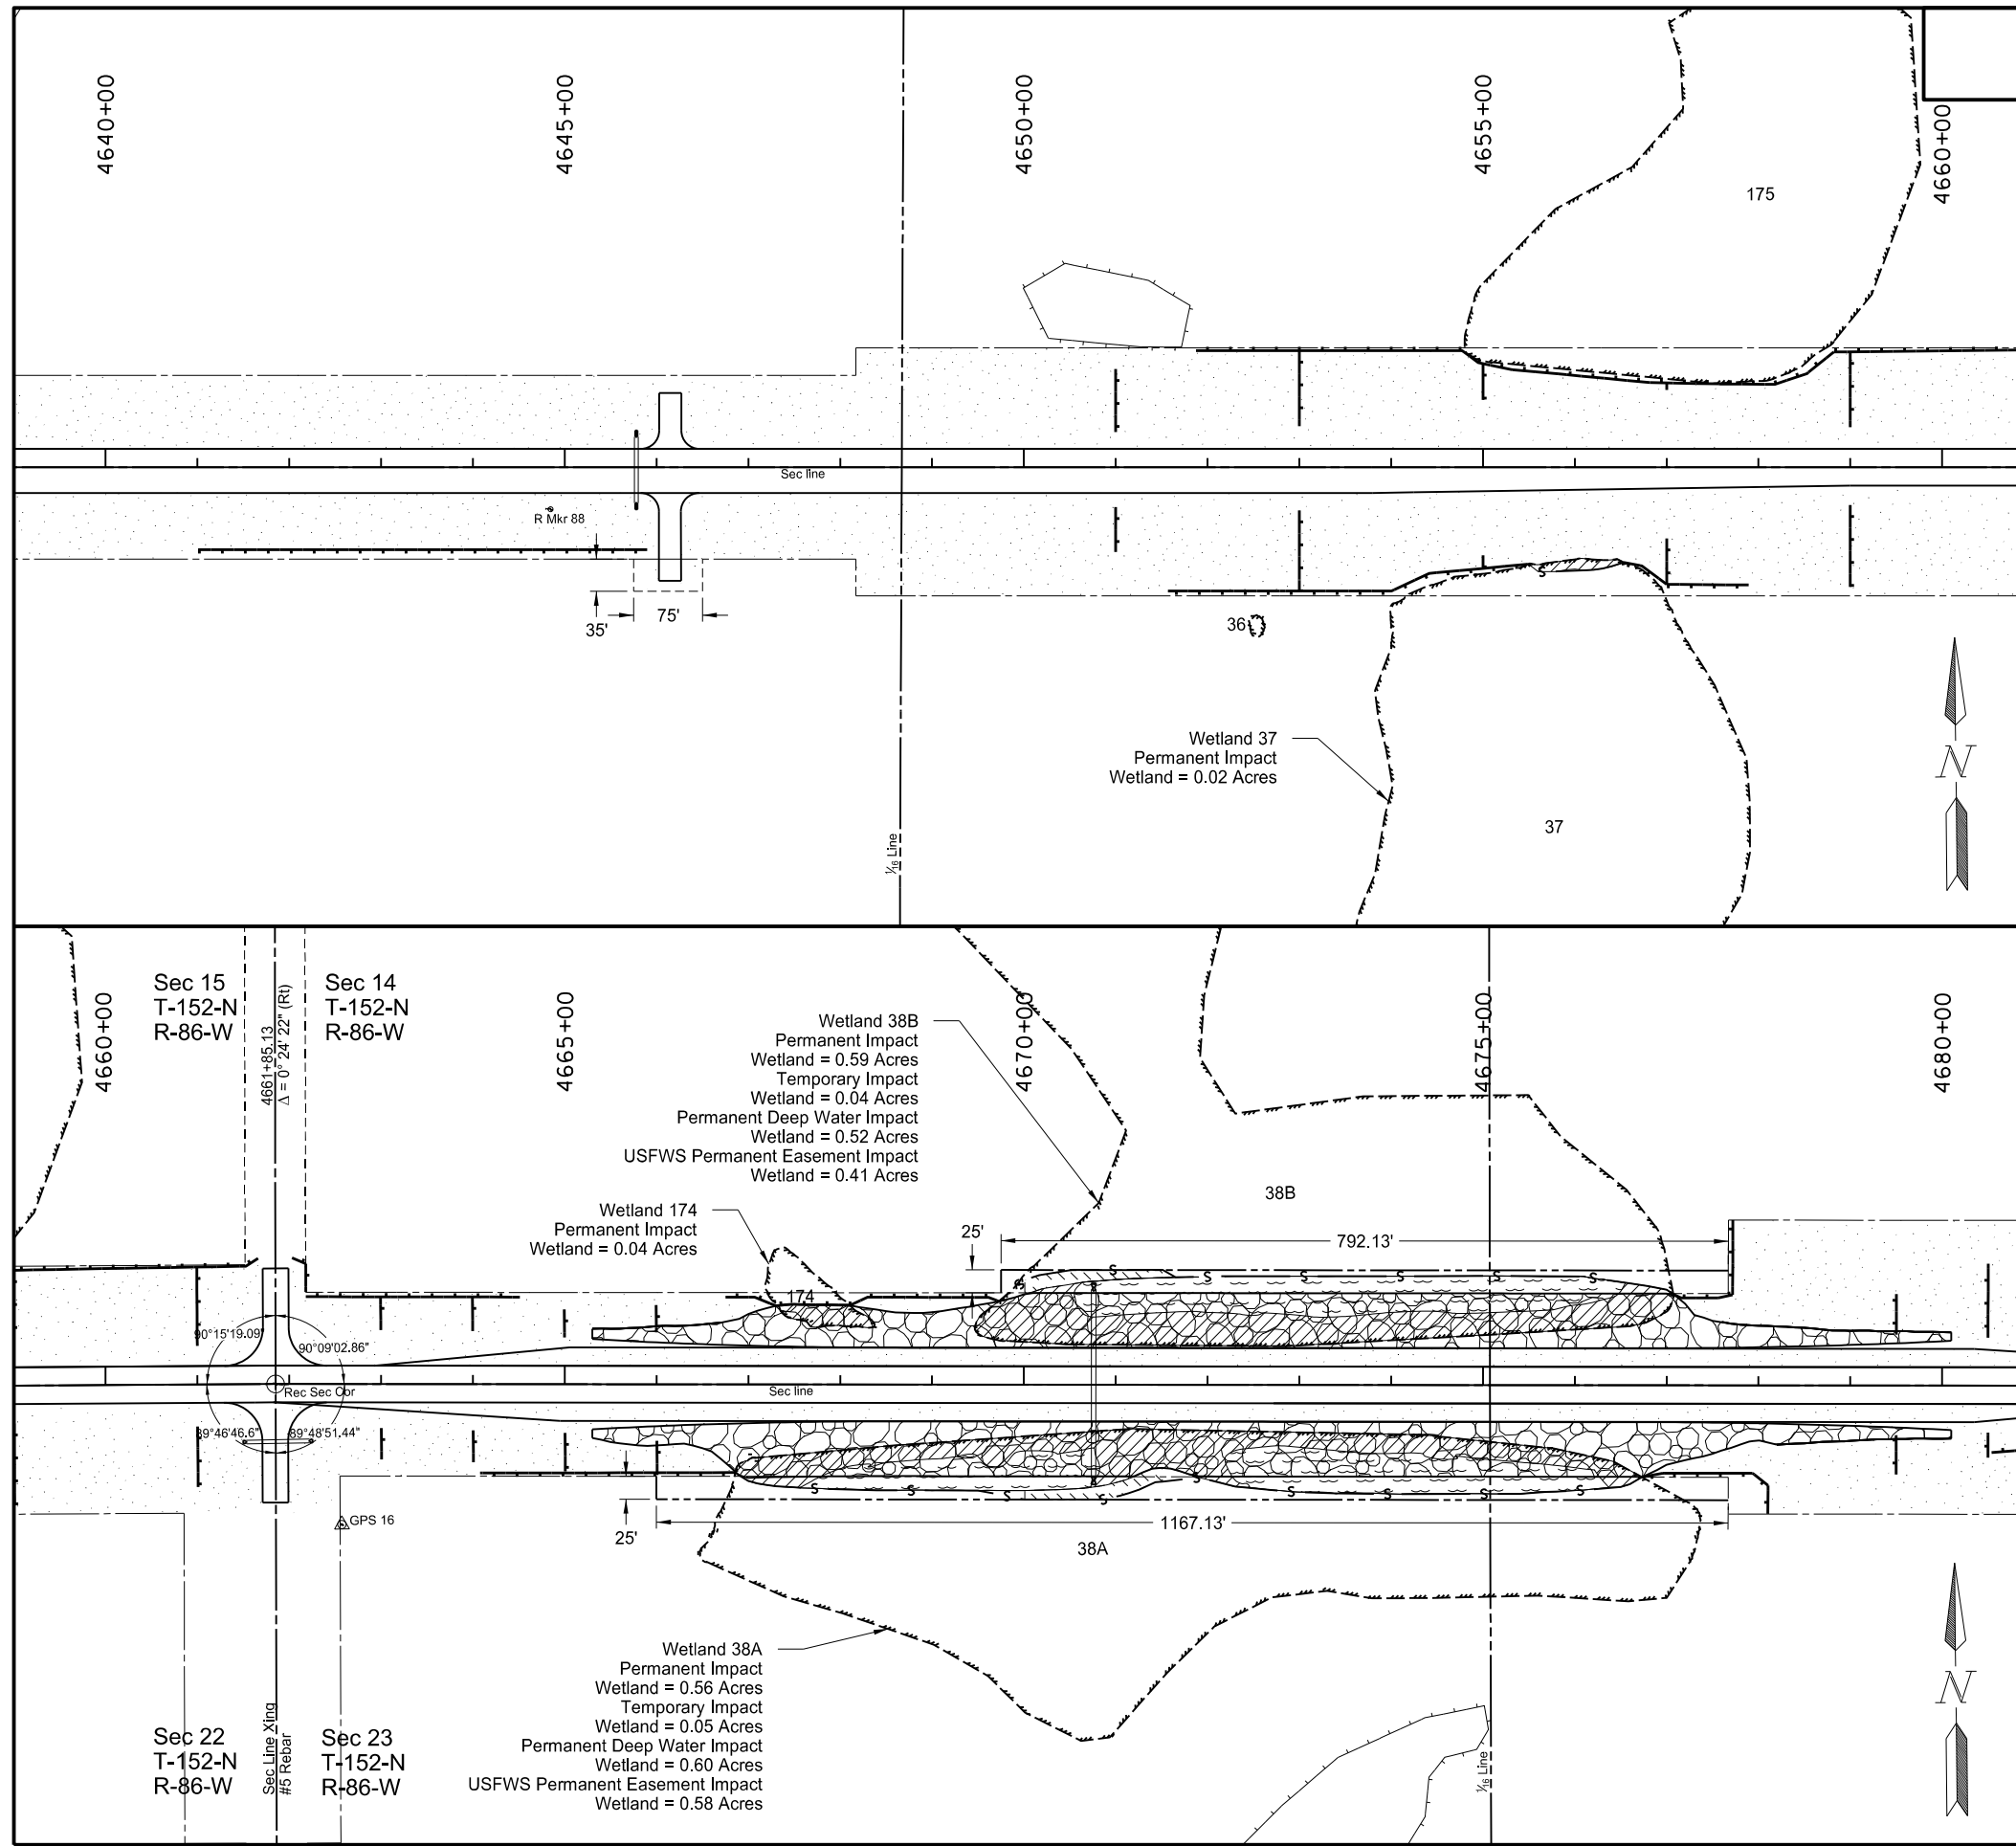 4640+00
4645+00
4650+00
4655+00
4660+00
175
Sec line
R Mkr 88
35'
75'
36
Wetland 37
Permanent Impact
Wetland = 0.02 Acres
37
1/16 Line
N
Sec 15
T-152-N
R-86-W
Sec 14
T-152-N
R-86-W
4660+00
4661+85.13
Δ = 0° 24' 22" (Rt)
4665+00
4670+00
4675+00
4680+00
Wetland 38B
Permanent Impact
Wetland = 0.59 Acres
Temporary Impact
Wetland = 0.04 Acres
Permanent Deep Water Impact
Wetland = 0.52 Acres
USFWS Permanent Easement Impact
Wetland = 0.41 Acres
38B
Wetland 174
Permanent Impact
Wetland = 0.04 Acres
25'
792.13'
174
90°15'19.09"
90°09'02.86"
Rec Sec Cor
Sec line
89°46'46.6"
89°48'51.44"
GPS 16
25'
1167.13'
38A
Wetland 38A
Permanent Impact
Wetland = 0.56 Acres
Temporary Impact
Wetland = 0.05 Acres
Permanent Deep Water Impact
Wetland = 0.60 Acres
USFWS Permanent Easement Impact
Wetland = 0.58 Acres
Sec 22
T-152-N
R-86-W
Sec Line Xing
#5 Rebar
Sec 23
T-152-N
R-86-W
1/16 Line
N